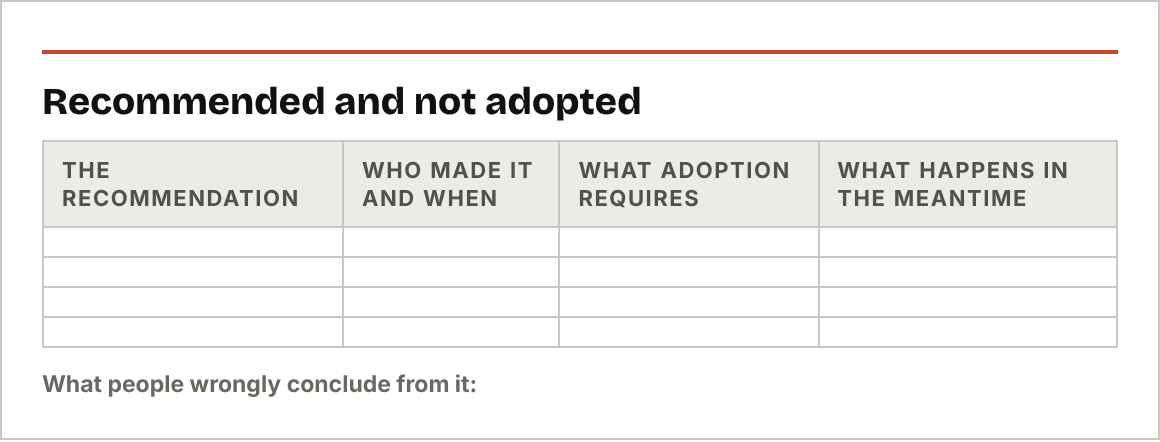 Recommended and not adopted
THE
RECOMMENDATION
WHO MADE IT
AND WHEN
WHAT ADOPTION
REQUIRES
WHAT HAPPENS IN
THE MEANTIME
What people wrongly conclude from it: